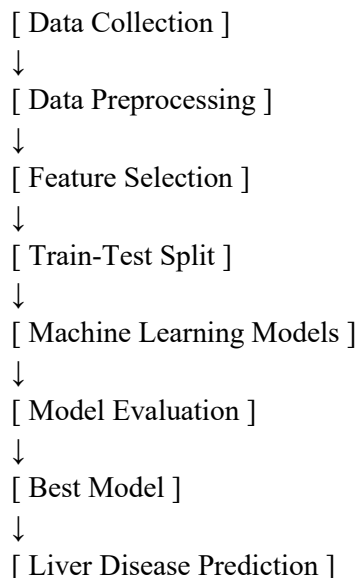 [ Data Collection ]
↓
[ Data Preprocessing ]
↓
[ Feature Selection ]
↓
[ Train-Test Split ]
↓
[ Machine Learning Models ]
↓
[ Model Evaluation ]
↓
[ Best Model ]
↓
[ Liver Disease Prediction ]